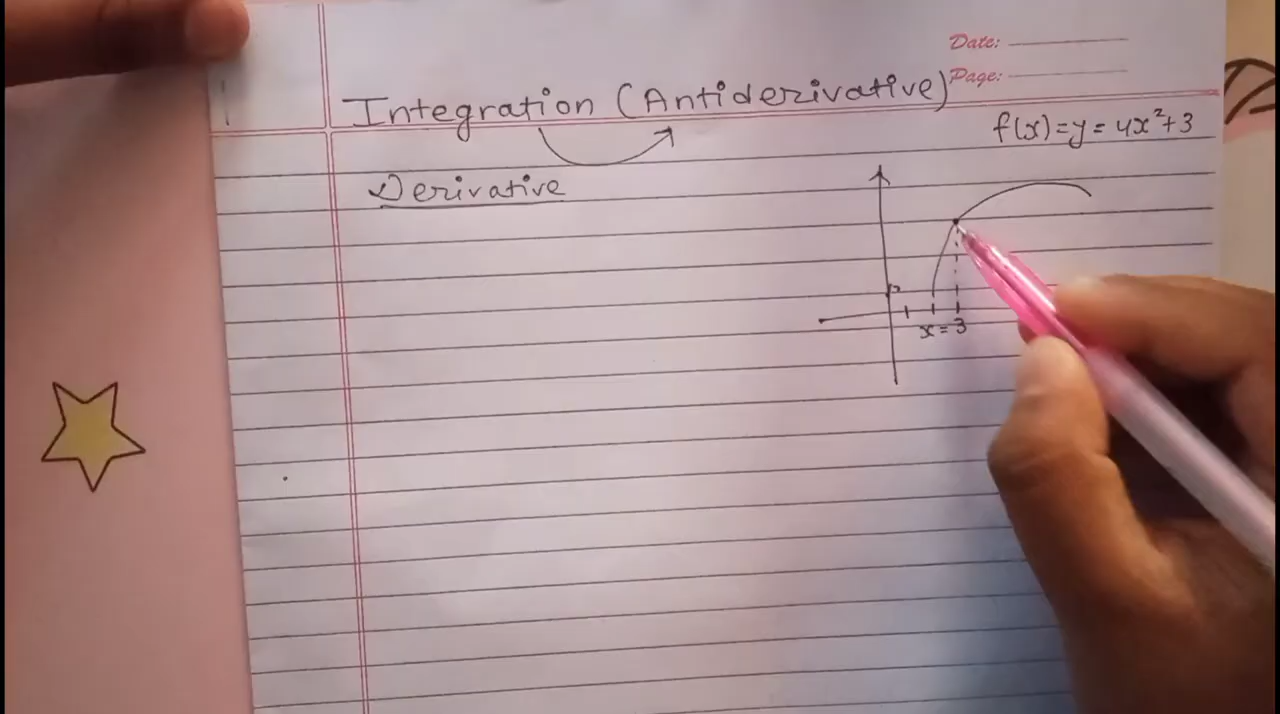 Date:
Page:
Integration (Antiderivative)
f(x)=y= 4x²+3
Derivative
x=3